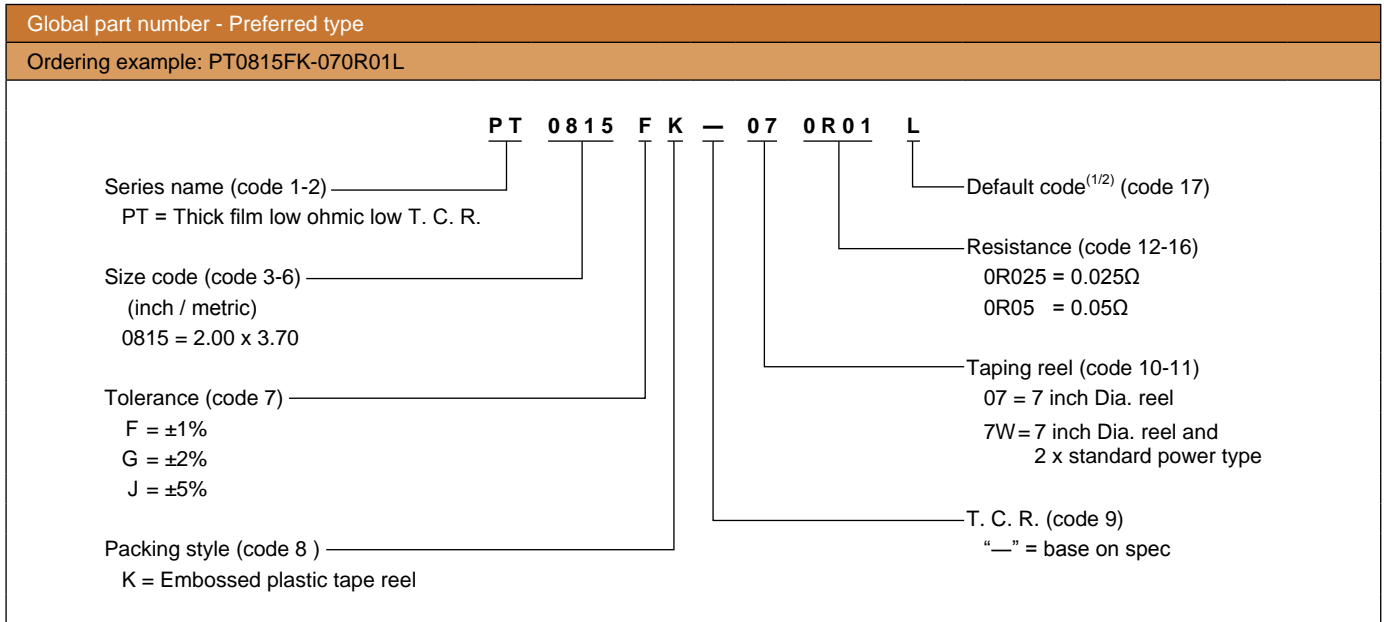 Global part number - Preferred type
Ordering example: PT0815FK-070R01L
PT 0815 F K — 07 0R01 L
Series name (code 1-2)
PT = Thick film low ohmic low T. C. R.
Size code (code 3-6)
(inch / metric)
0815 = 2.00 x 3.70
Tolerance (code 7)
F = ±1%
G = ±2%
J = ±5%
Packing style (code 8 )
K = Embossed plastic tape reel
Default code(1/2) (code 17)
Resistance (code 12-16)
0R025 = 0.025Ω
0R05 = 0.05Ω
Taping reel (code 10-11)
07 = 7 inch Dia. reel
7W = 7 inch Dia. reel and
2 x standard power type
T. C. R. (code 9)
“—” = base on spec